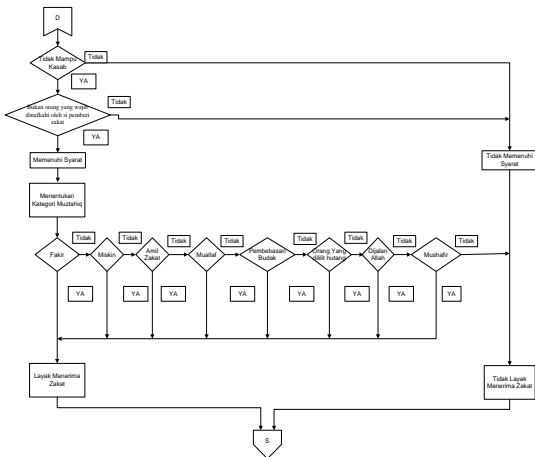 D
Tidak Mampu
Kasab
Tidak
YA
Bukan orang yang wajib
dinafkahi oleh si pemberi
zakat
Tidak
YA
Memenuhi Syarat
Tidak Memenuhi
Syarat
Menentukan
Kategori Muztahiq
Fakir
Tidak
Miskin
Tidak
Amil
Zakat
Tidak
Muallaf
Tidak
Pembebasan
Budak
Tidak
Orang Yang
dililit hutang
Tidak
Dijalan
Allah
Tidak
Mushafir
Tidak
YA
YA
YA
YA
YA
YA
YA
YA
Layak Menerima
Zakat
Tidak Layak
Menerima Zakat
S